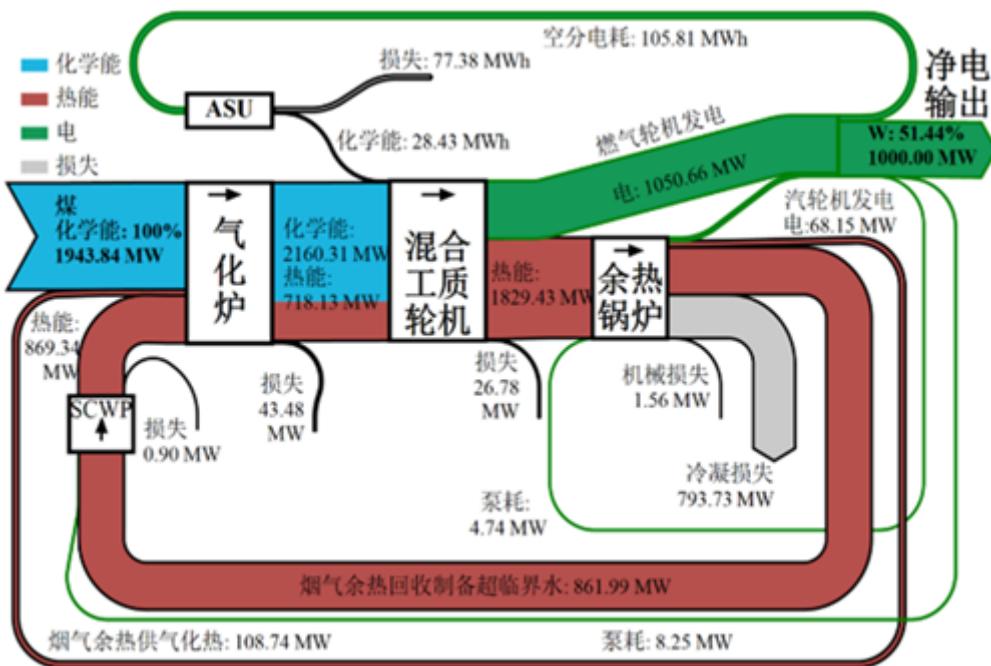 空分电耗: 105.81 MWh
化学能
热能
电
损失
损失: 77.38 MWh
ASU
化学能: 28.43 MWh
净电
输出
W: 51.44%
1000.00 MW
燃气轮机发电
电: 1050.66 MW
汽轮机发电
电:68.15 MW
煤
化学能: 100%
1943.84 MW
气
化
炉
化学能:
2160.31 MW
热能:
718.13 MW
混合
工质
轮机
热能:
1829.43 MW
余热
锅炉
热能:
869.34
MW
SCWP
损失
0.90 MW
损失
43.48
MW
损失
26.78
MW
机械损失
1.56 MW
冷凝损失
793.73 MW
泵耗:
4.74 MW
烟气余热回收制备超临界水: 861.99 MW
烟气余热供气化热: 108.74 MW
泵耗: 8.25 MW